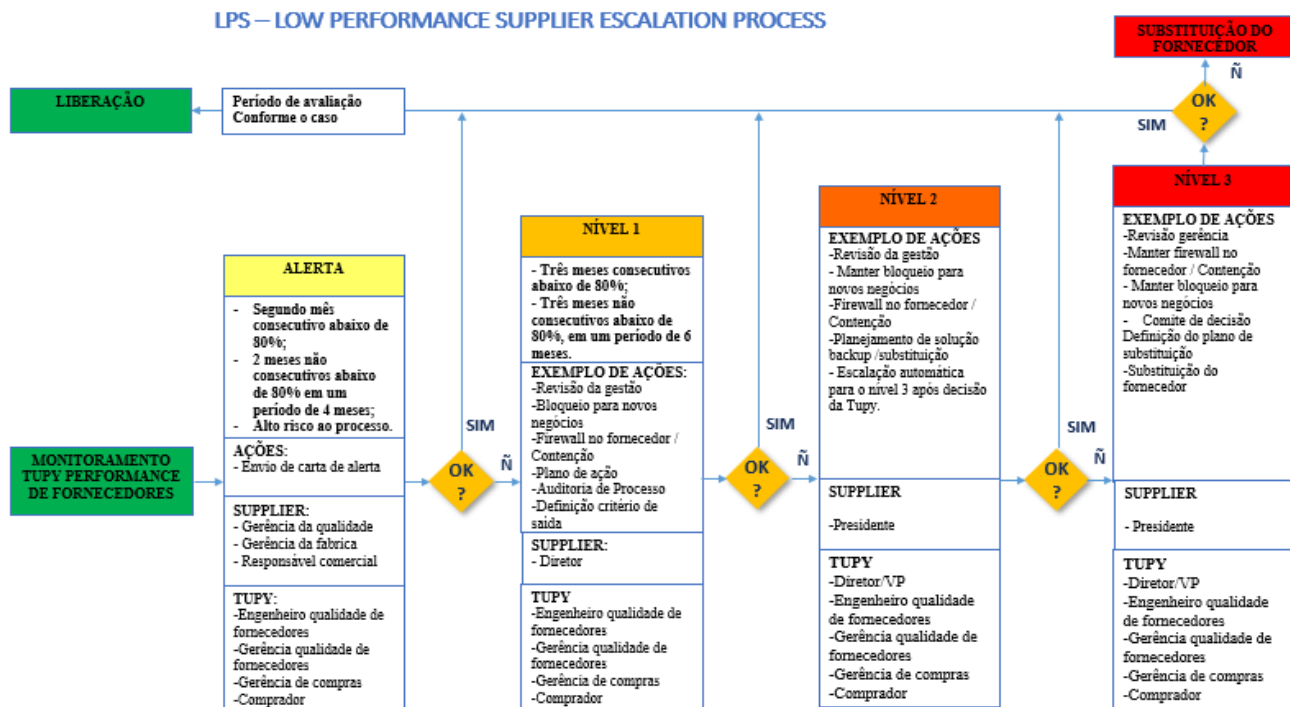 LPS – LOW PERFORMANCE SUPPLIER ESCALATION PROCESS
SUBSTITUIÇÃO DO
FORNECEDOR
Ñ
OK
?
SIM
LIBERAÇÃO
Período de avaliação
Conforme o caso
MONITORAMENTO
TUPY PERFORMANCE
DE FORNECEDORES
ALERTA
- Segundo mês
consecutivo abaixo de
80%;
- 2 meses não
consecutivos abaixo
de 80% em um
período de 4 meses;
- Alto risco ao processo.
AÇÕES:
- Envio de carta de alerta
SUPPLIER:
- Gerência da qualidade
- Gerência da fabrica
- Responsável comercial
TUPY:
-Engenheiro qualidade de
fornecedores
-Gerência qualidade de
fornecedores
-Gerência de compras
-Comprador
SIM
OK
?
Ñ
NÍVEL 1
- Três meses consecutivos
abaixo de 80%;
- Três meses não
consecutivos abaixo de
80%, em um período de 6
meses.
EXEMPLO DE AÇÕES:
-Revisão da gestão
-Bloqueio para novos
negócios
-Firewall no fornecedor /
Contenção
-Plano de ação
-Auditoria de Processo
-Definição critério de
saída
SUPPLIER:
- Diretor
TUPY
-Engenheiro qualidade de
fornecedores
-Gerência qualidade de
fornecedores
-Gerência de compras
-Comprador
SIM
OK
?
Ñ
NÍVEL 2
EXEMPLO DE AÇÕES
-Revisão da gestão
- Manter bloqueio para
novos negócios
-Firewall no fornecedor /
Contenção
-Planejamento de solução
backup /substituição
- Escalação automática
para o nível 3 após decisão
da Tupy.
SUPPLIER
-Presidente
TUPY
-Diretor/VP
-Engenheiro qualidade
de fornecedores
-Gerência qualidade de
fornecedores
-Gerência de compras
-Comprador
SIM
OK
?
Ñ
NÍVEL 3
EXEMPLO DE AÇÕES
-Revisão gerência
-Manter firewall no
fornecedor / Contenção
- Manter bloqueio para
novos negócios
- Comite de decisão
Definição do plano de
substituição
-Substituição do
fornecedor
SUPPLIER
- Presidente
TUPY
-Diretor/VP
-Engenheiro qualidade
de fornecedores
-Gerência qualidade de
fornecedores
-Gerência de compras
-Comprador